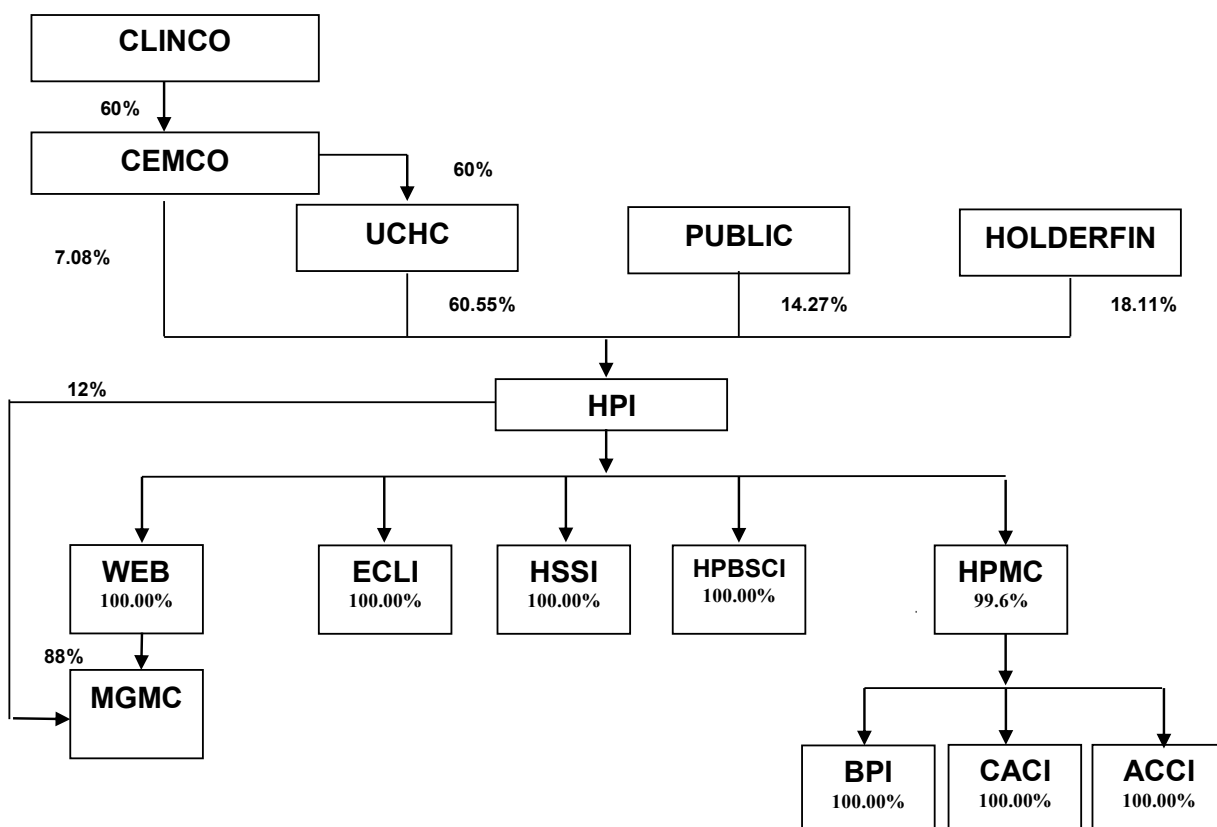 CLINCO
60%
CEMCO
60%
UCHC
PUBLIC
HOLDERFIN
7.08%
60.55%
14.27%
18.11%
12%
HPI
WEB
100.00%
ECLI
100.00%
HSSI
100.00%
HPBSCI
100.00%
HPMC
99.6%
88%
MGMC
BPI
100.00%
CACI
100.00%
ACCI
100.00%